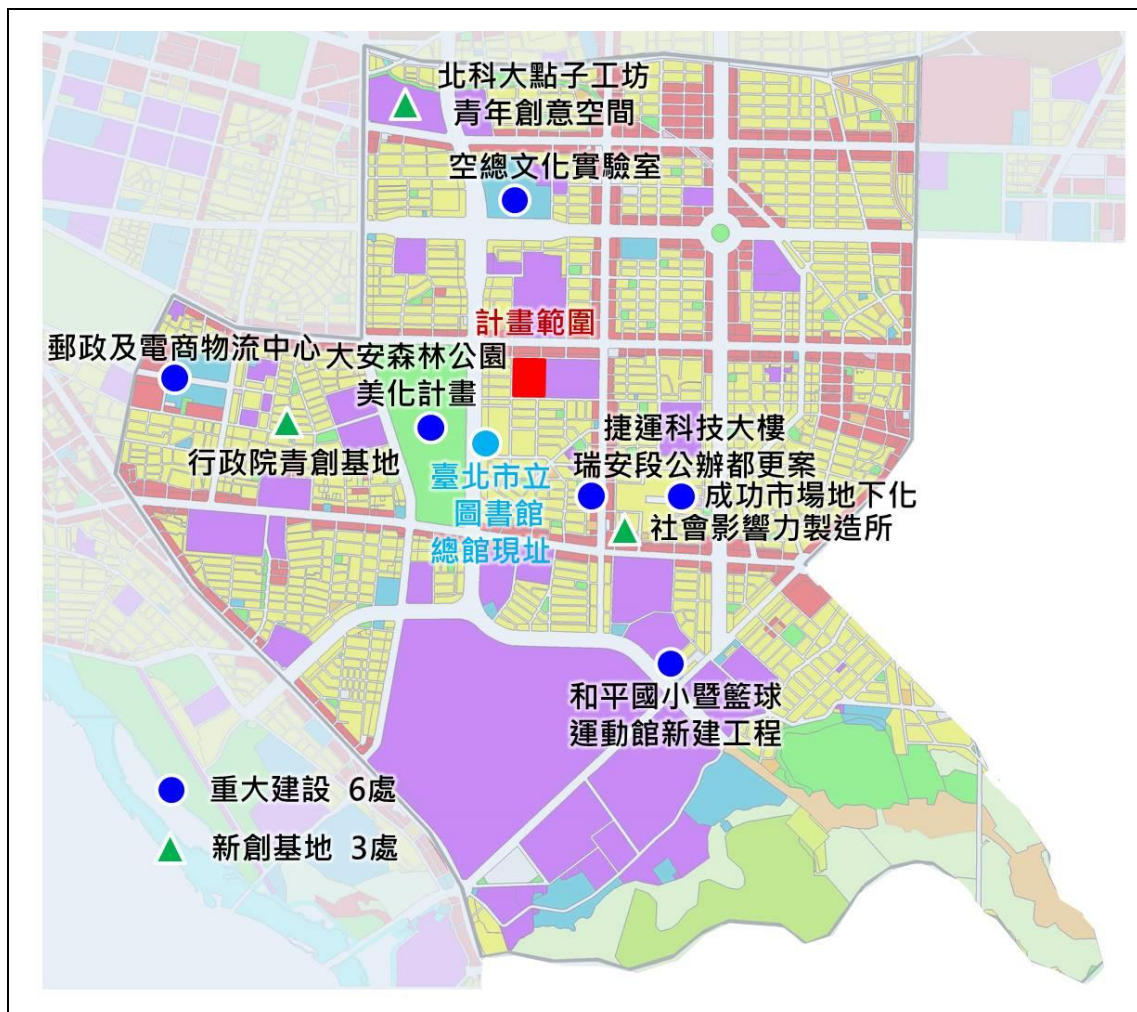 北科大點子工坊
青年創意空間
空總文化實驗室
計畫範圍
郵政及電商物流中心
大安森林公園
美化計畫
行政院青創基地
臺北市立
圖書館
總館現址
捷運科技大樓
瑞安段公辦都更案
成功市場地下化
社會影響力製造所
和平國小暨籃球
運動館新建工程
重大建設 6處
新創基地 3處